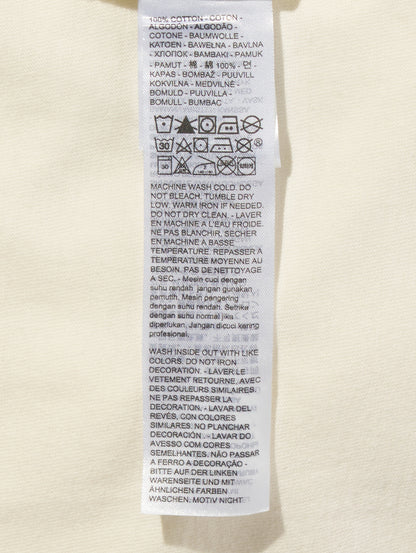 100% COTTON - COTON -
ALGODÓN - ALGODÃO -
COTONE - BAUMWOLLE -
KATOEN - BAWEŁNA - BAVLNA
- ХЛОПОК - BAMBAKI - PAMUK
- PAMUT - 棉 - 綿 100% - 면 -
KAPAS - BOMBAŽ - PUUVILL
KOKVILNA - MEDVILNĖ -
BOMULD - PUUVILLA -
BOMULL - BUMBAC
30
MACHINE WASH COLD. DO
NOT BLEACH. TUMBLE DRY
LOW. WARM IRON IF NEEDED.
DO NOT DRY CLEAN. - LAVER
EN MACHINE A L'EAU FROIDE.
NE PAS BLANCHIR. SECHER
EN MACHINE A BASSE
TEMPERATURE. REPASSER A
TEMPERATURE MOYENNE AU
BESOIN. PAS DE NETTOYAGE
A SEC. - Mesin cuci dengan
suhu rendah. jangan gunakan
pemutih. Mesin pengering
dengan suhu rendah. Setrika
dengan suhu normal jika
diperlukan. Jangan dicuci kering
profesional.
WASH INSIDE OUT WITH LIKE
COLORS. DO NOT IRON
DECORATION. - LAVER LE
VETEMENT RETOURNE, AVEC
DES COULEURS SIMILAIRES.
NE PAS REPASSER LA
DECORATION. - LAVAR DEL
REVÉS, CON COLORES
SIMILARES. NO PLANCHAR
DECORACIÓN. - LAVAR DO
AVESSO COM CORES
SEMELHANTES. NÃO PASSAR
A FERRO A DECORAÇÃO -
BITTE AUF DER LINKEN
WARENSEITE UND MIT
ÄHNLICHEN FARBEN
WASCHEN, MOTIV NICHT